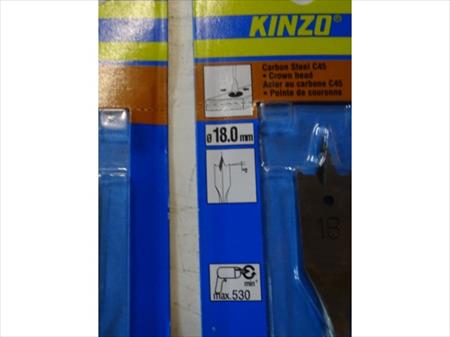 KINZO®
Carbon Steel C45
• Crown head
Acier au carbone C45
• Pointe de couronne
ø 18.0 mm
18
min⁻¹
max.530